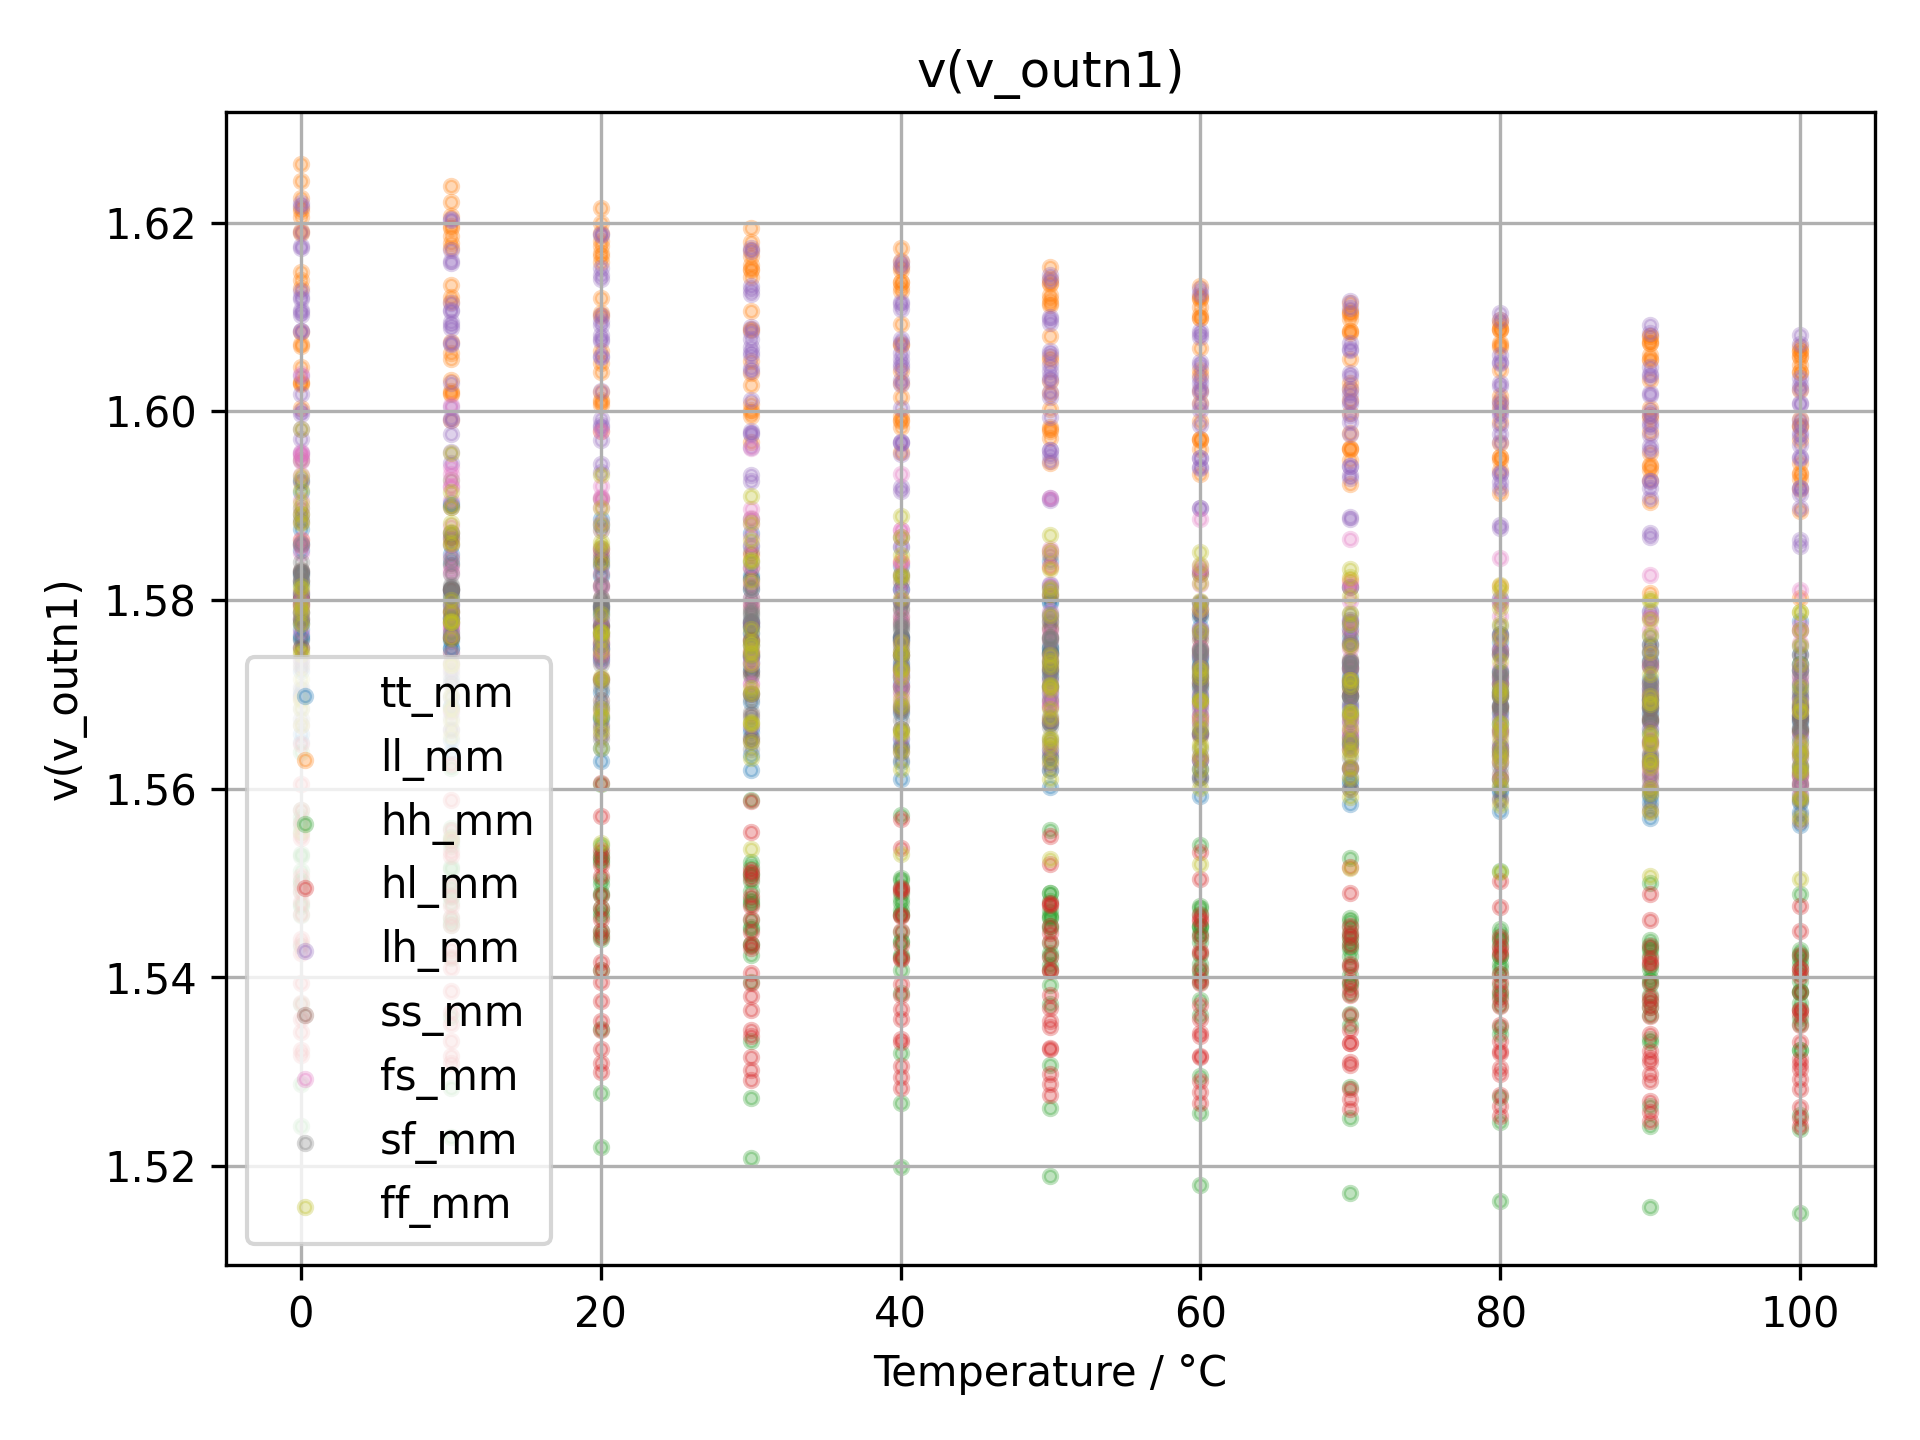 v(v_outn1)
v(v_outn1)
1.62
1.60
1.58
1.56
1.54
1.52
tt_mm
ll_mm
hh_mm
hl_mm
lh_mm
ss_mm
fs_mm
sf_mm
ff_mm
0 20 40 60 80 100
Temperature / °C